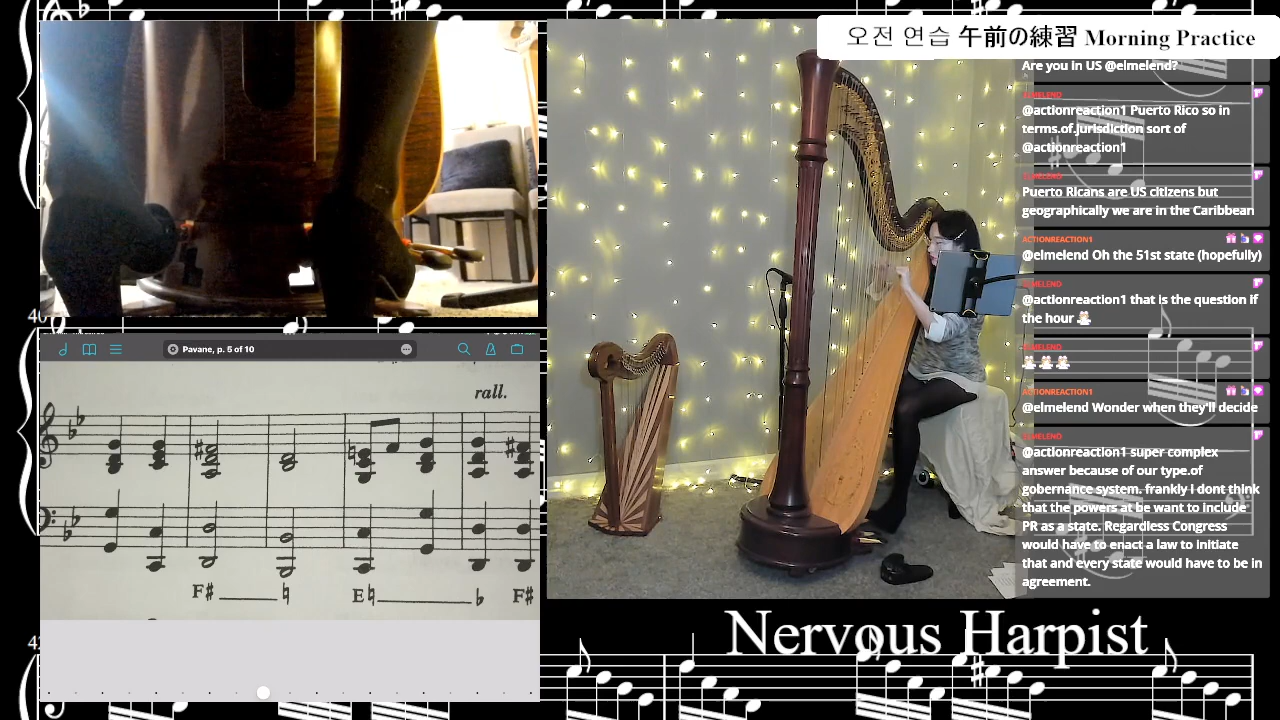 오전 연습 午前の練習 Morning Practice
Are you in US @elmelend?
ELMELEND
@actionreaction1 Puerto Rico so in
terms.of.jurisdiction sort of
@actionreaction1
ELMELEND
Puerto Ricans are US citizens but
geographically we are in the Caribbean
ACTIONREACTION1
@elmelend Oh the 51st state (hopefully)
ELMELEND
@actionreaction1 that is the question if
the hour
ELMELEND
ACTIONREACTION1
@elmelend Wonder when they'll decide
ELMELEND
@actionreaction1 super complex
answer because of our type.of
gobernance system. frankly I dont think
that the powers at be want to include
PR as a state. Regardless Congress
would have to enact a law to initiate
that and every state would have to be in
agreement.
Pavane, p. 5 of 10
rall.
F# ♮ E♮ ♭ F#
Nervous Harpist